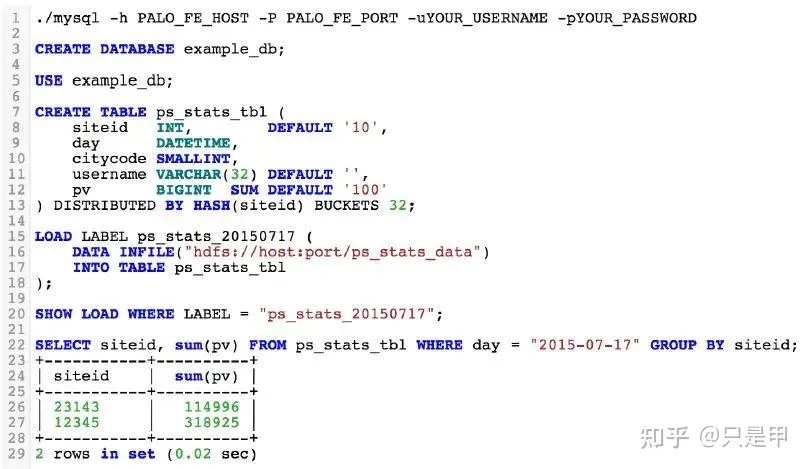 1 ./mysql -h PALO_FE_HOST -P PALO_FE_PORT -uYOUR_USERNAME -pYOUR_PASSWORD
2
3 CREATE DATABASE example_db;
4
5 USE example_db;
6
7 CREATE TABLE ps_stats_tbl (
8     siteid   INT,        DEFAULT '10',
9     day      DATETIME,
10     citycode SMALLINT,
11     username VARCHAR(32) DEFAULT '',
12     pv       BIGINT  SUM DEFAULT '100'
13 ) DISTRIBUTED BY HASH(siteid) BUCKETS 32;
14
15 LOAD LABEL ps_stats_20150717 (
16     DATA INFILE("hdfs://host:port/ps_stats_data")
17     INTO TABLE ps_stats_tbl
18 );
19
20 SHOW LOAD WHERE LABEL = "ps_stats_20150717";
21
22 SELECT siteid, sum(pv) FROM ps_stats_tbl WHERE day = "2015-07-17" GROUP BY siteid;
23 +-----------+----------+
24 | siteid    |  sum(pv) |
25 +-----------+----------+
26 | 23143     |   114996 |
27 | 12345     |   318925 |
28 +-----------+----------+
29 2 rows in set (0.02 sec)
知乎 @只是甲